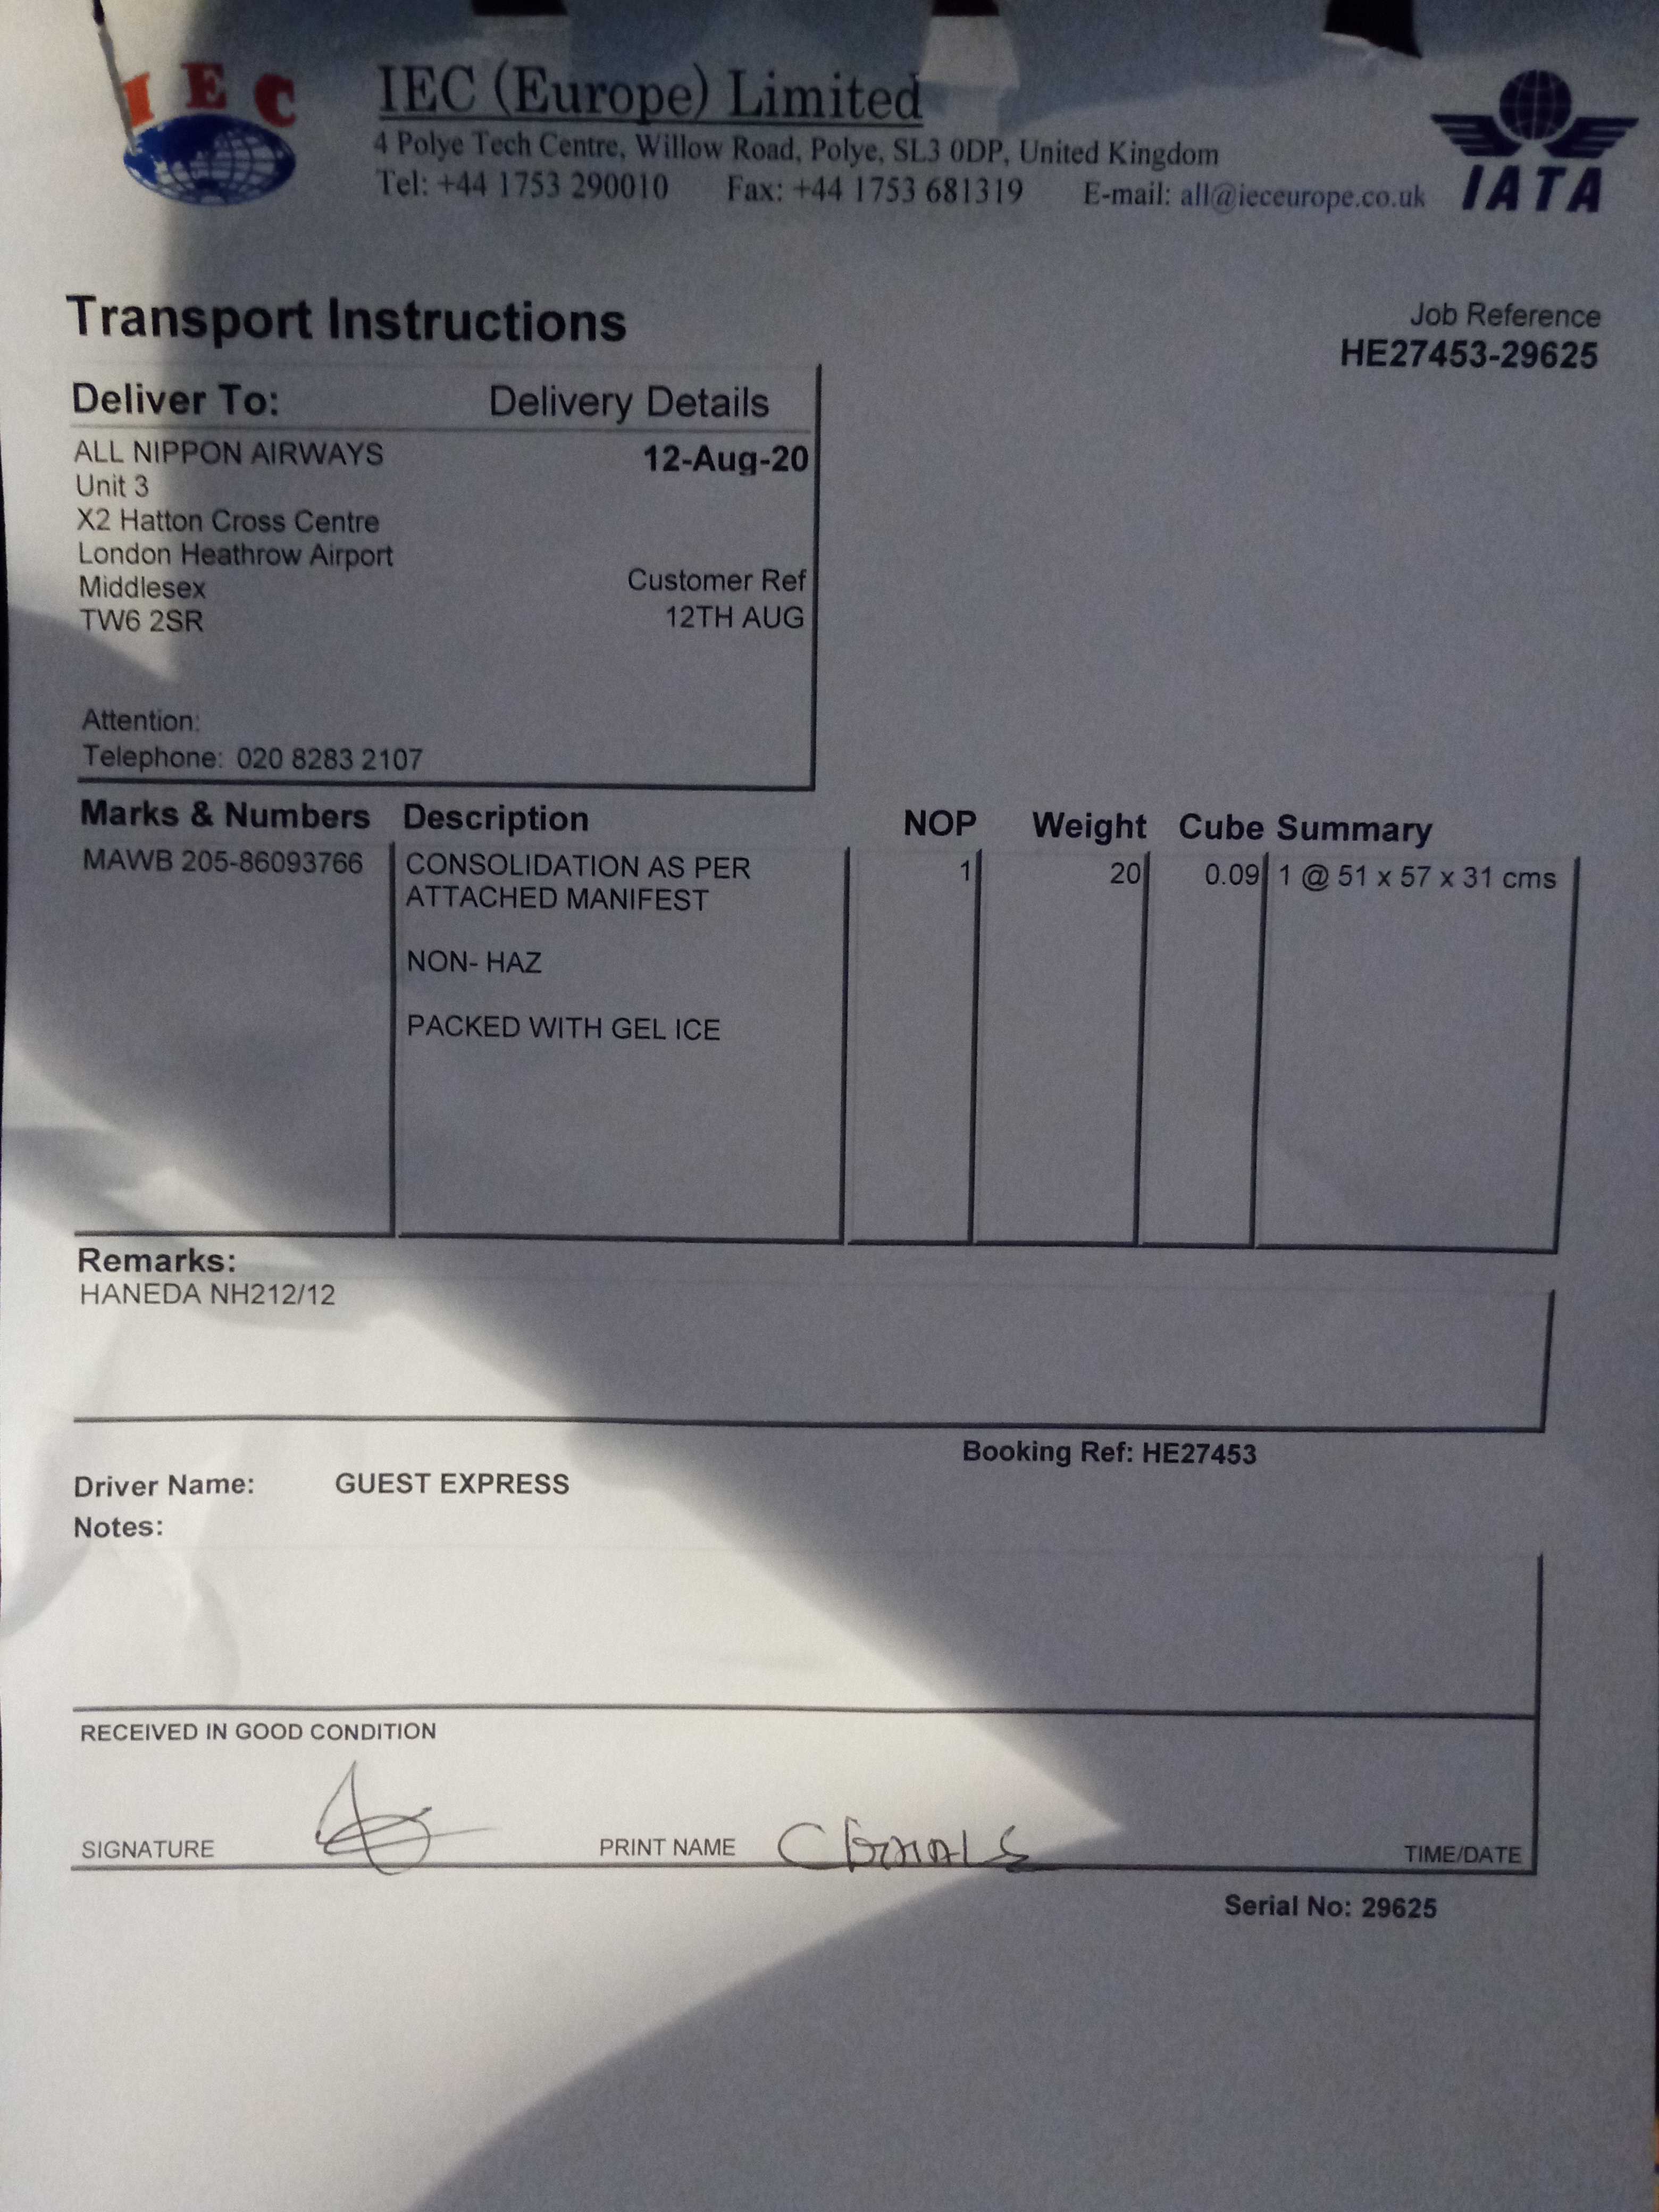 IEC
IEC (Europe) Limited
4 Polye Tech Centre, Willow Road, Polye, SL3 0DP, United Kingdom
Tel: +44 1753 290010 Fax: +44 1753 681319 E-mail: all@ieceurope.co.uk
IATA
Transport Instructions
Job Reference
HE27453-29625
Deliver To: Delivery Details
ALL NIPPON AIRWAYS 12-Aug-20
Unit 3
X2 Hatton Cross Centre
London Heathrow Airport
Middlesex Customer Ref
TW6 2SR 12TH AUG
Attention:
Telephone: 020 8283 2107
Marks & Numbers Description NOP Weight Cube Summary
MAWB 205-86093766 CONSOLIDATION AS PER 1 20 0.09 1 @ 51 x 57 x 31 cms
ATTACHED MANIFEST
NON- HAZ
PACKED WITH GEL ICE
Remarks:
HANEDA NH212/12
Booking Ref: HE27453
Driver Name: GUEST EXPRESS
Notes:
RECEIVED IN GOOD CONDITION
SIGNATURE PRINT NAME TIME/DATE
Serial No: 29625